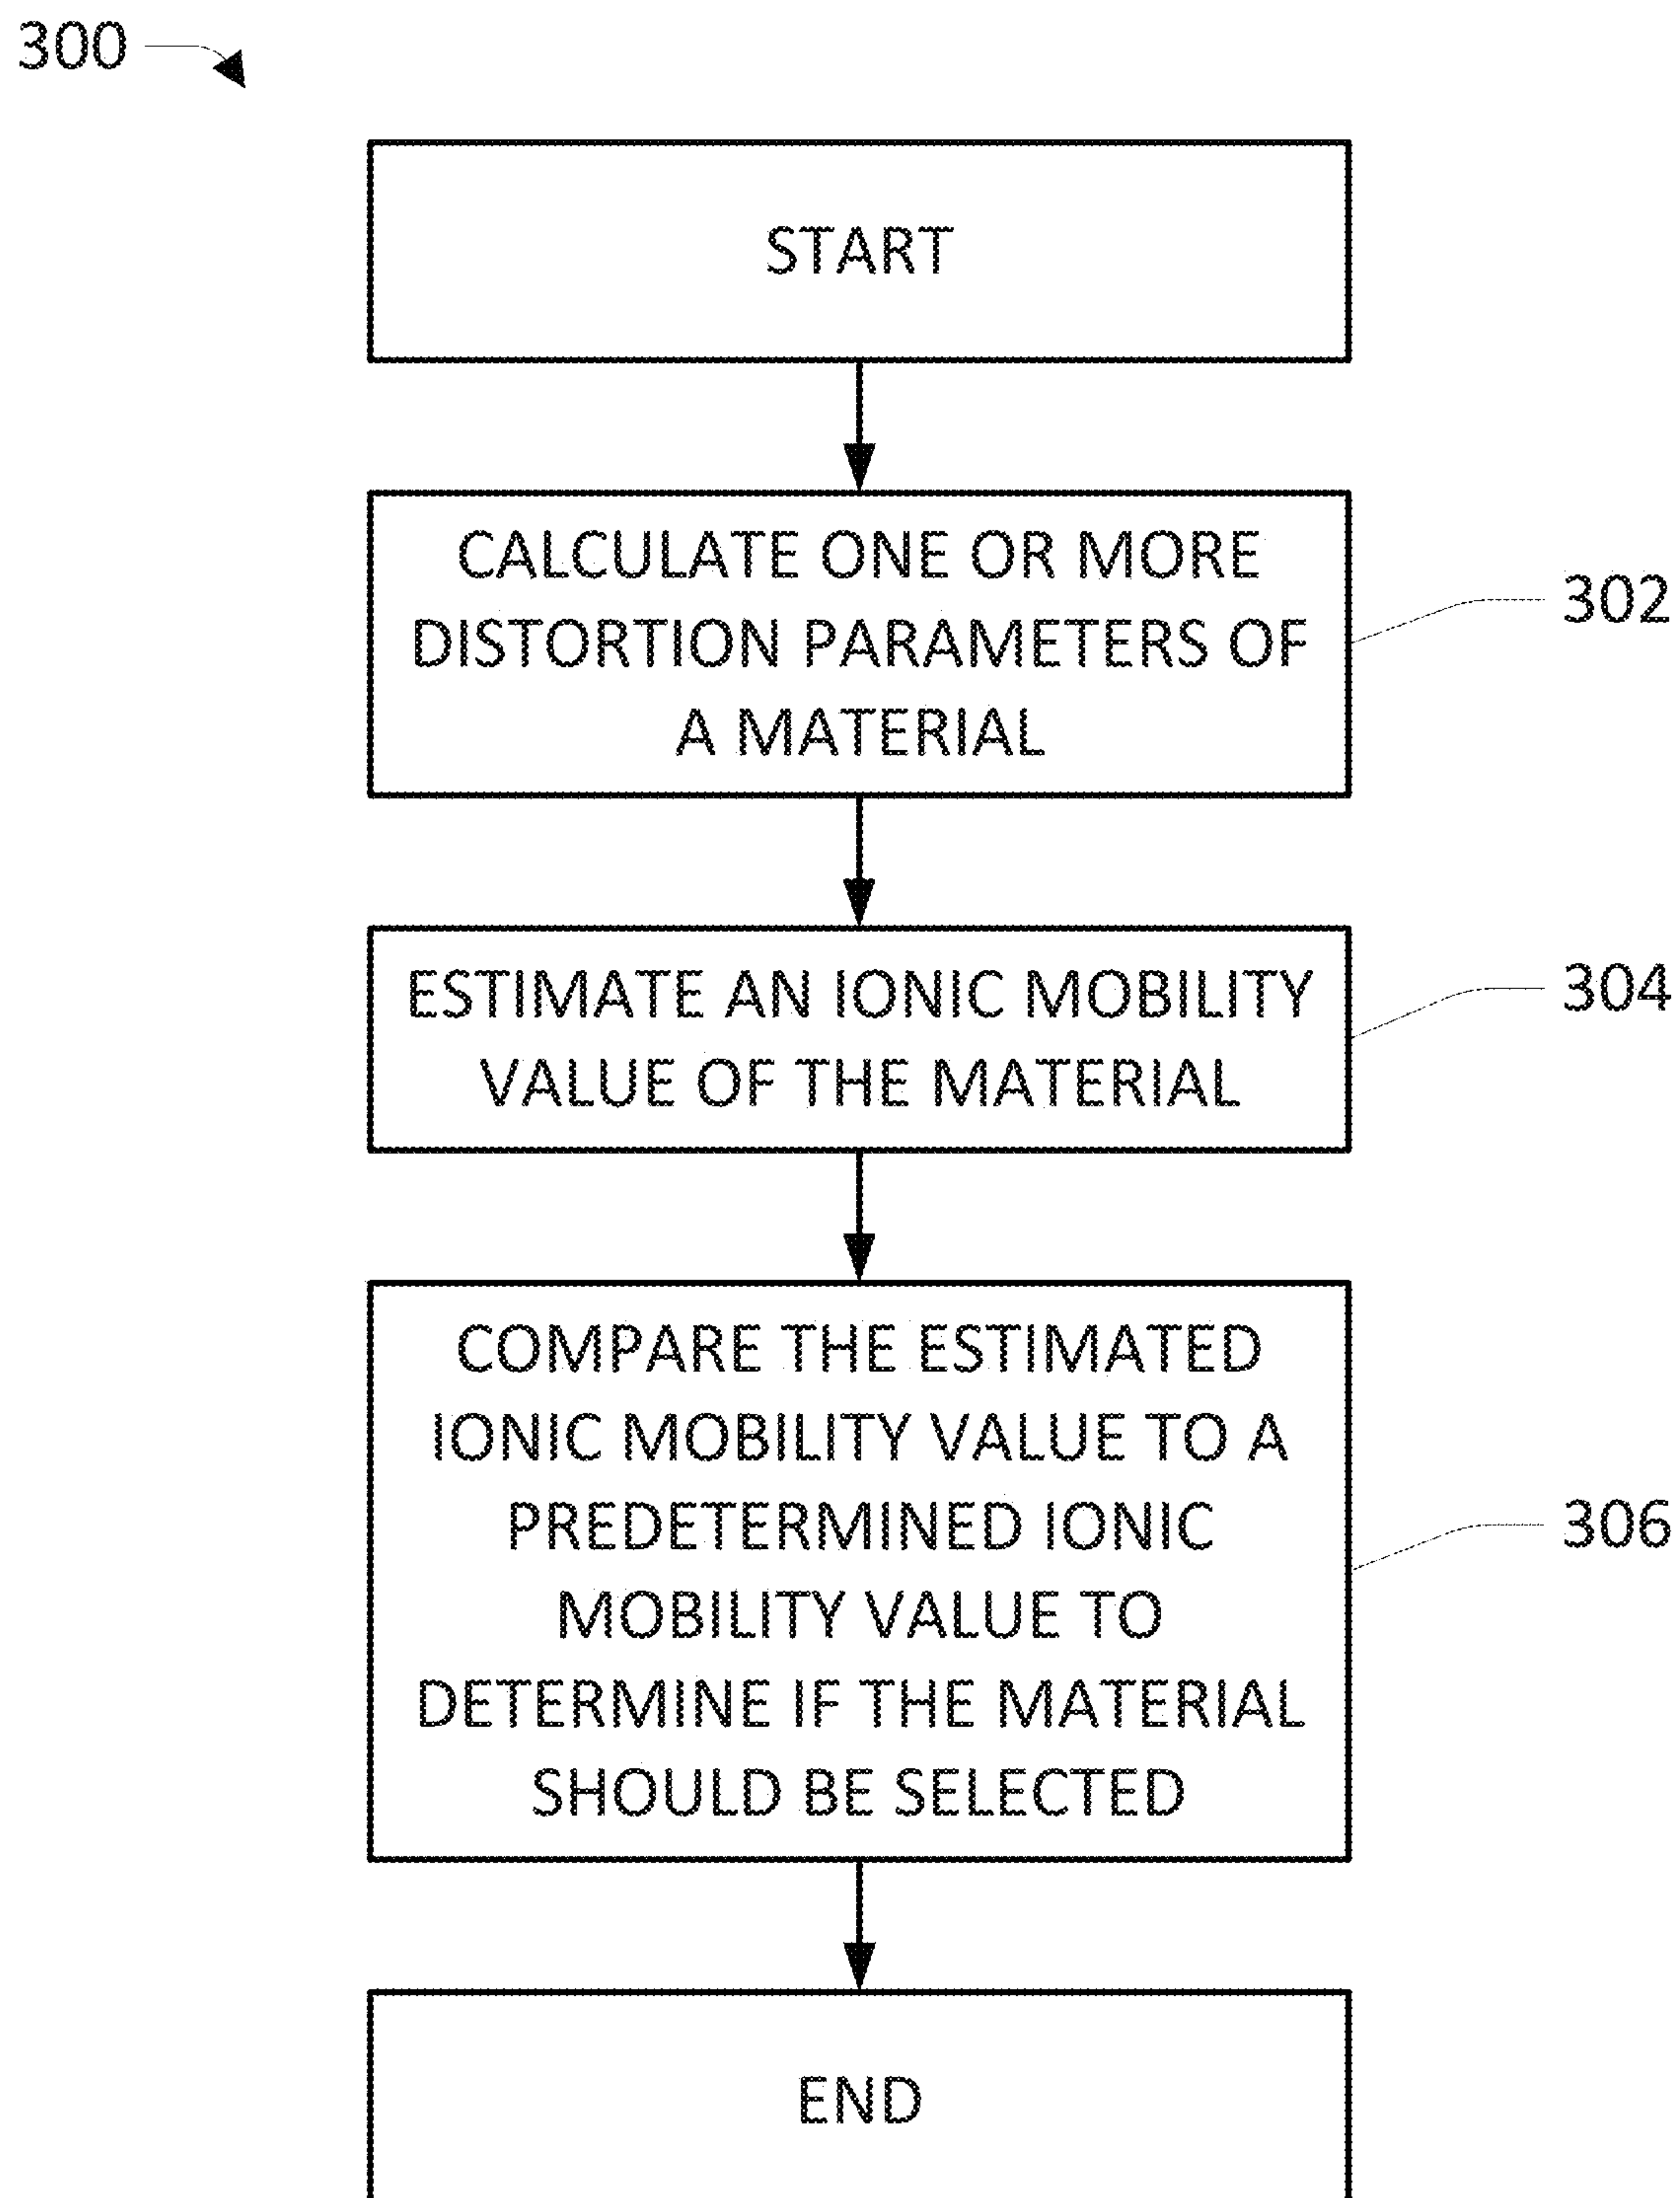 300
START
CALCULATE ONE OR MORE
DISTORTION PARAMETERS OF
A MATERIAL
302
ESTIMATE AN IONIC MOBILITY
VALUE OF THE MATERIAL
304
COMPARE THE ESTIMATED
IONIC MOBILITY VALUE TO A
PREDETERMINED IONIC
MOBILITY VALUE TO
DETERMINE IF THE MATERIAL
SHOULD BE SELECTED
306
END